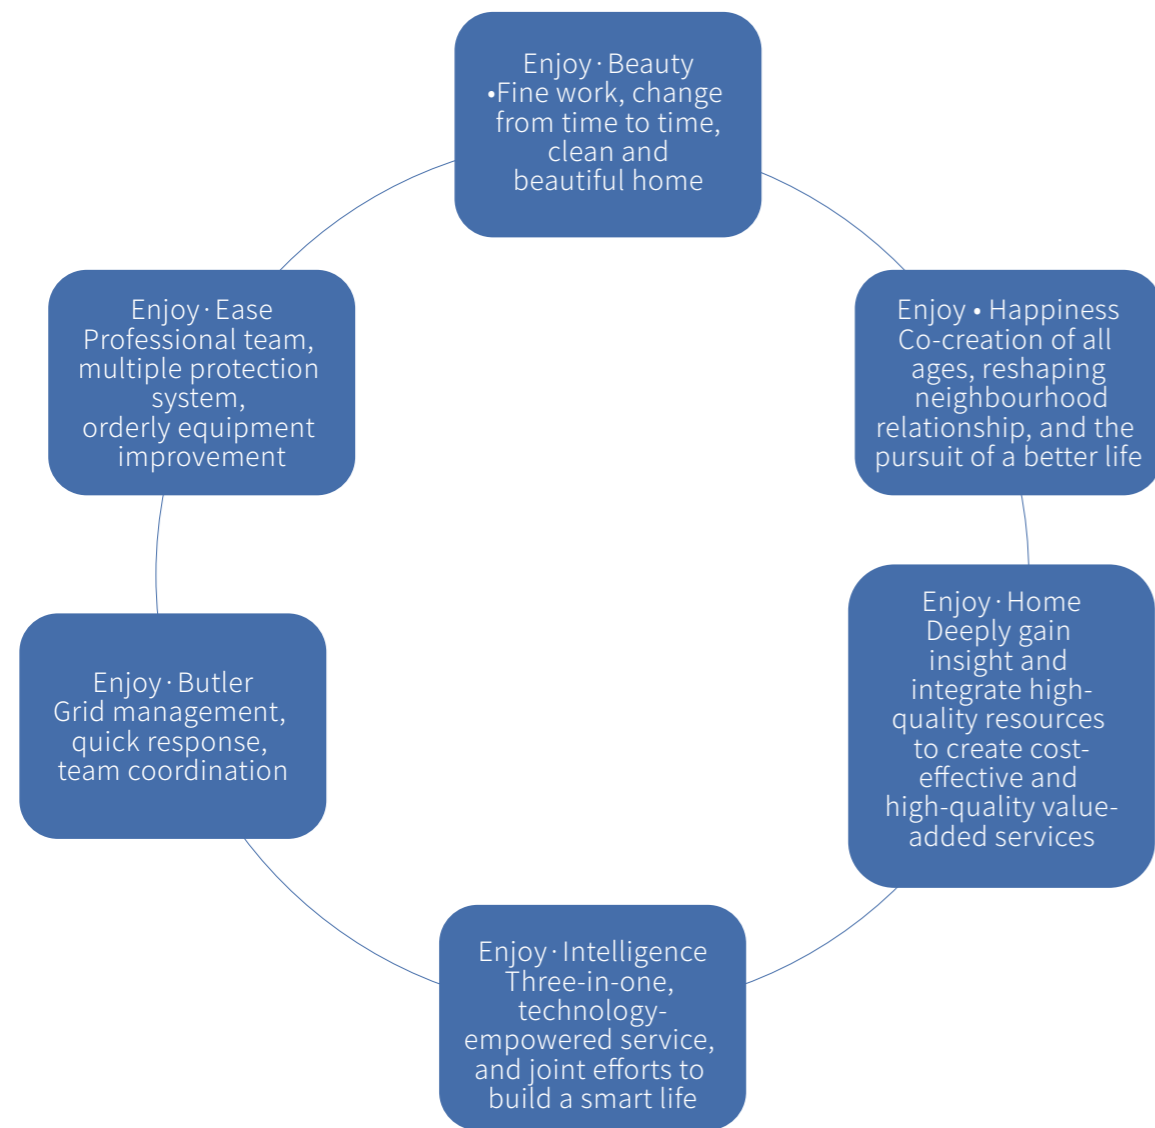 Enjoy · Beauty
•Fine work, change
from time to time,
clean and
beautiful home
Enjoy • Happiness
Co-creation of all
ages, reshaping
neighbourhood
relationship, and the
pursuit of a better life
Enjoy · Home
Deeply gain
insight and
integrate high-
quality resources
to create cost-
effective and
high-quality value-
added services
Enjoy · Intelligence
Three-in-one,
technology-
empowered service,
and joint efforts to
build a smart life
Enjoy · Butler
Grid management,
quick response,
team coordination
Enjoy · Ease
Professional team,
multiple protection
system,
orderly equipment
improvement